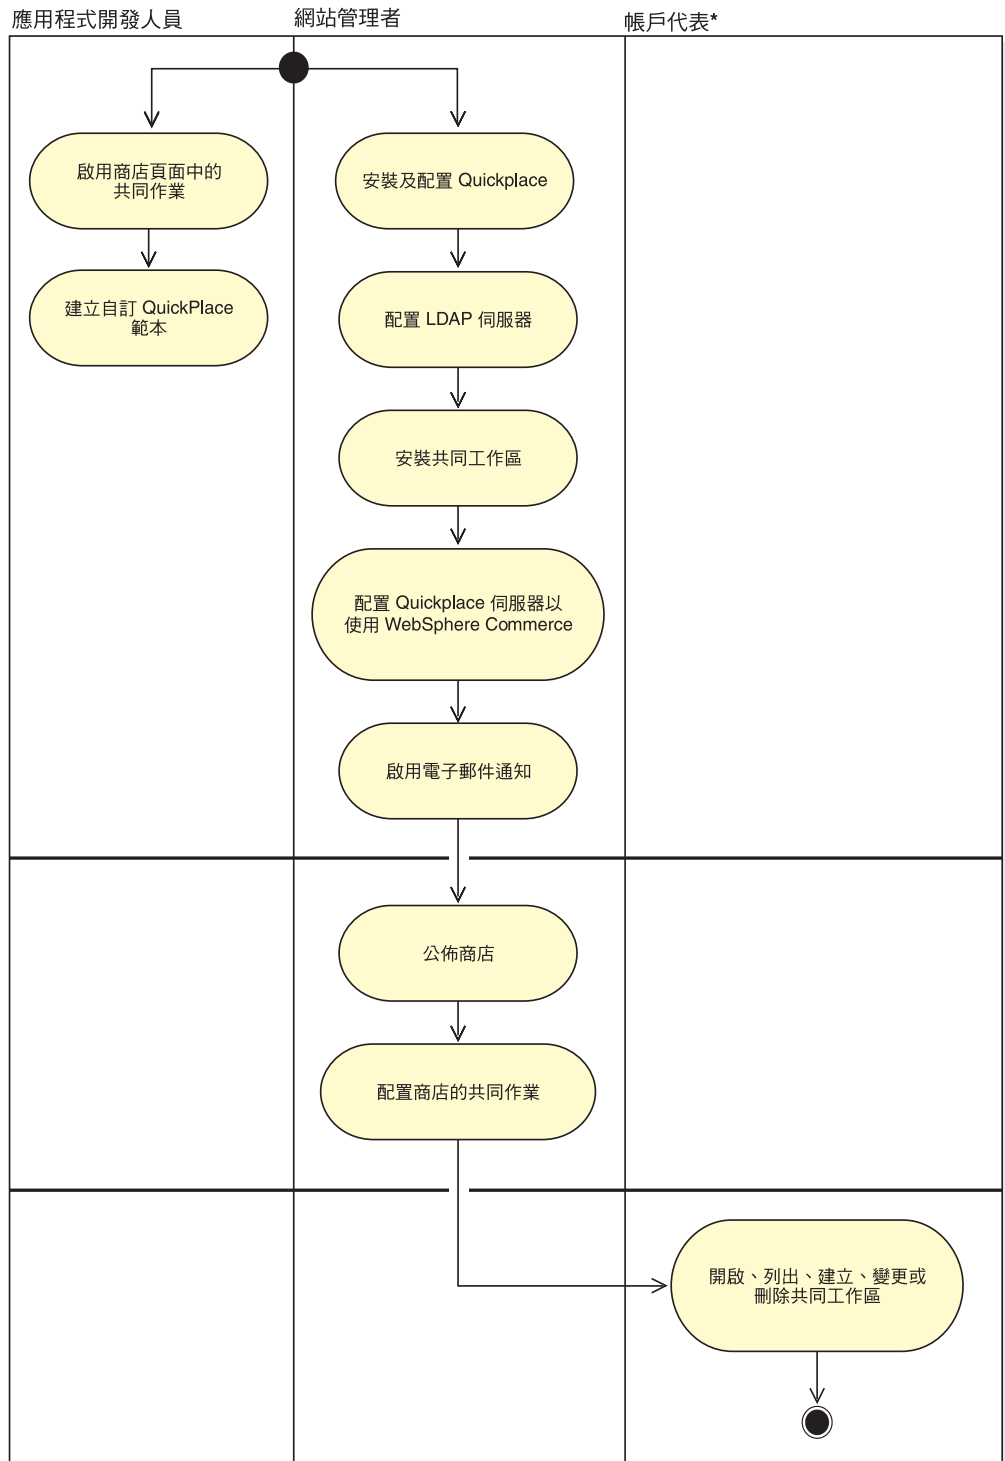 應用程式開發人員
網站管理者
帳戶代表*
啟用商店頁面中的
共同作業
安裝及配置 Quickplace
建立自訂 QuickPlace
範本
配置 LDAP 伺服器
安裝共同工作區
配置 Quickplace 伺服器以
使用 WebSphere Commerce
啟用電子郵件通知
公佈商店
配置商店的共同作業
開啟、列出、建立、變更或
刪除共同工作區